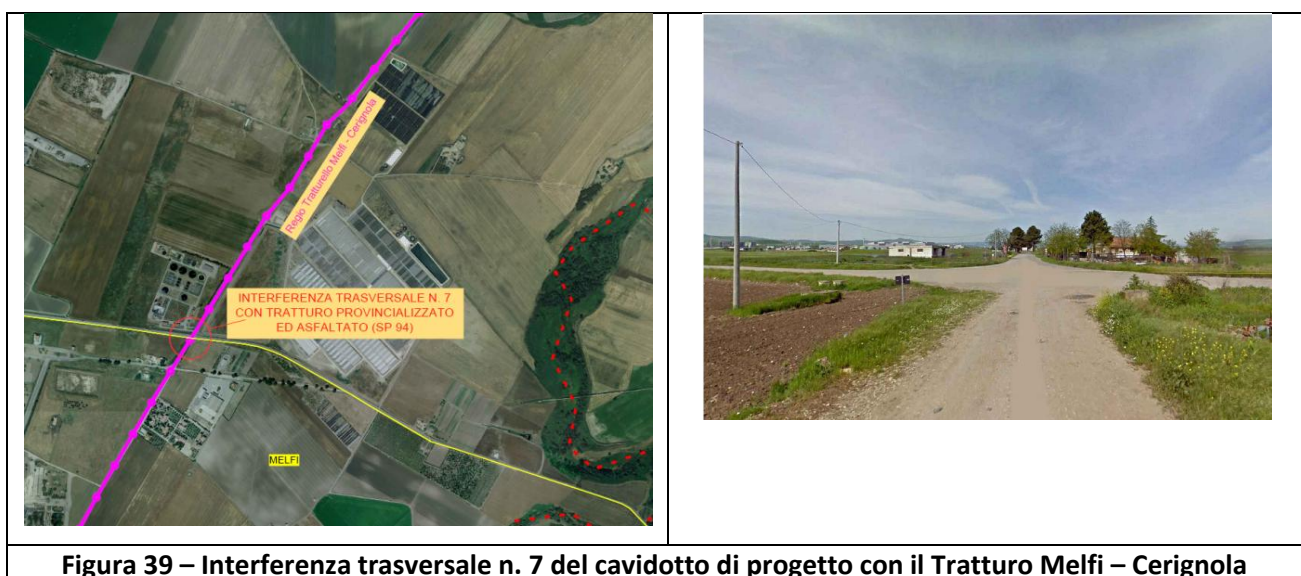 Regio Tratturello Melfi - Cerignola
INTERFERENZA TRASVERSALE N. 7
CON TRATTURO PROVINCIALIZZATO
ED ASFALTATO (SP 94)
MELFI
Figura 39 – Interferenza trasversale n. 7 del cavidotto di progetto con il Tratturo Melfi – Cerignola